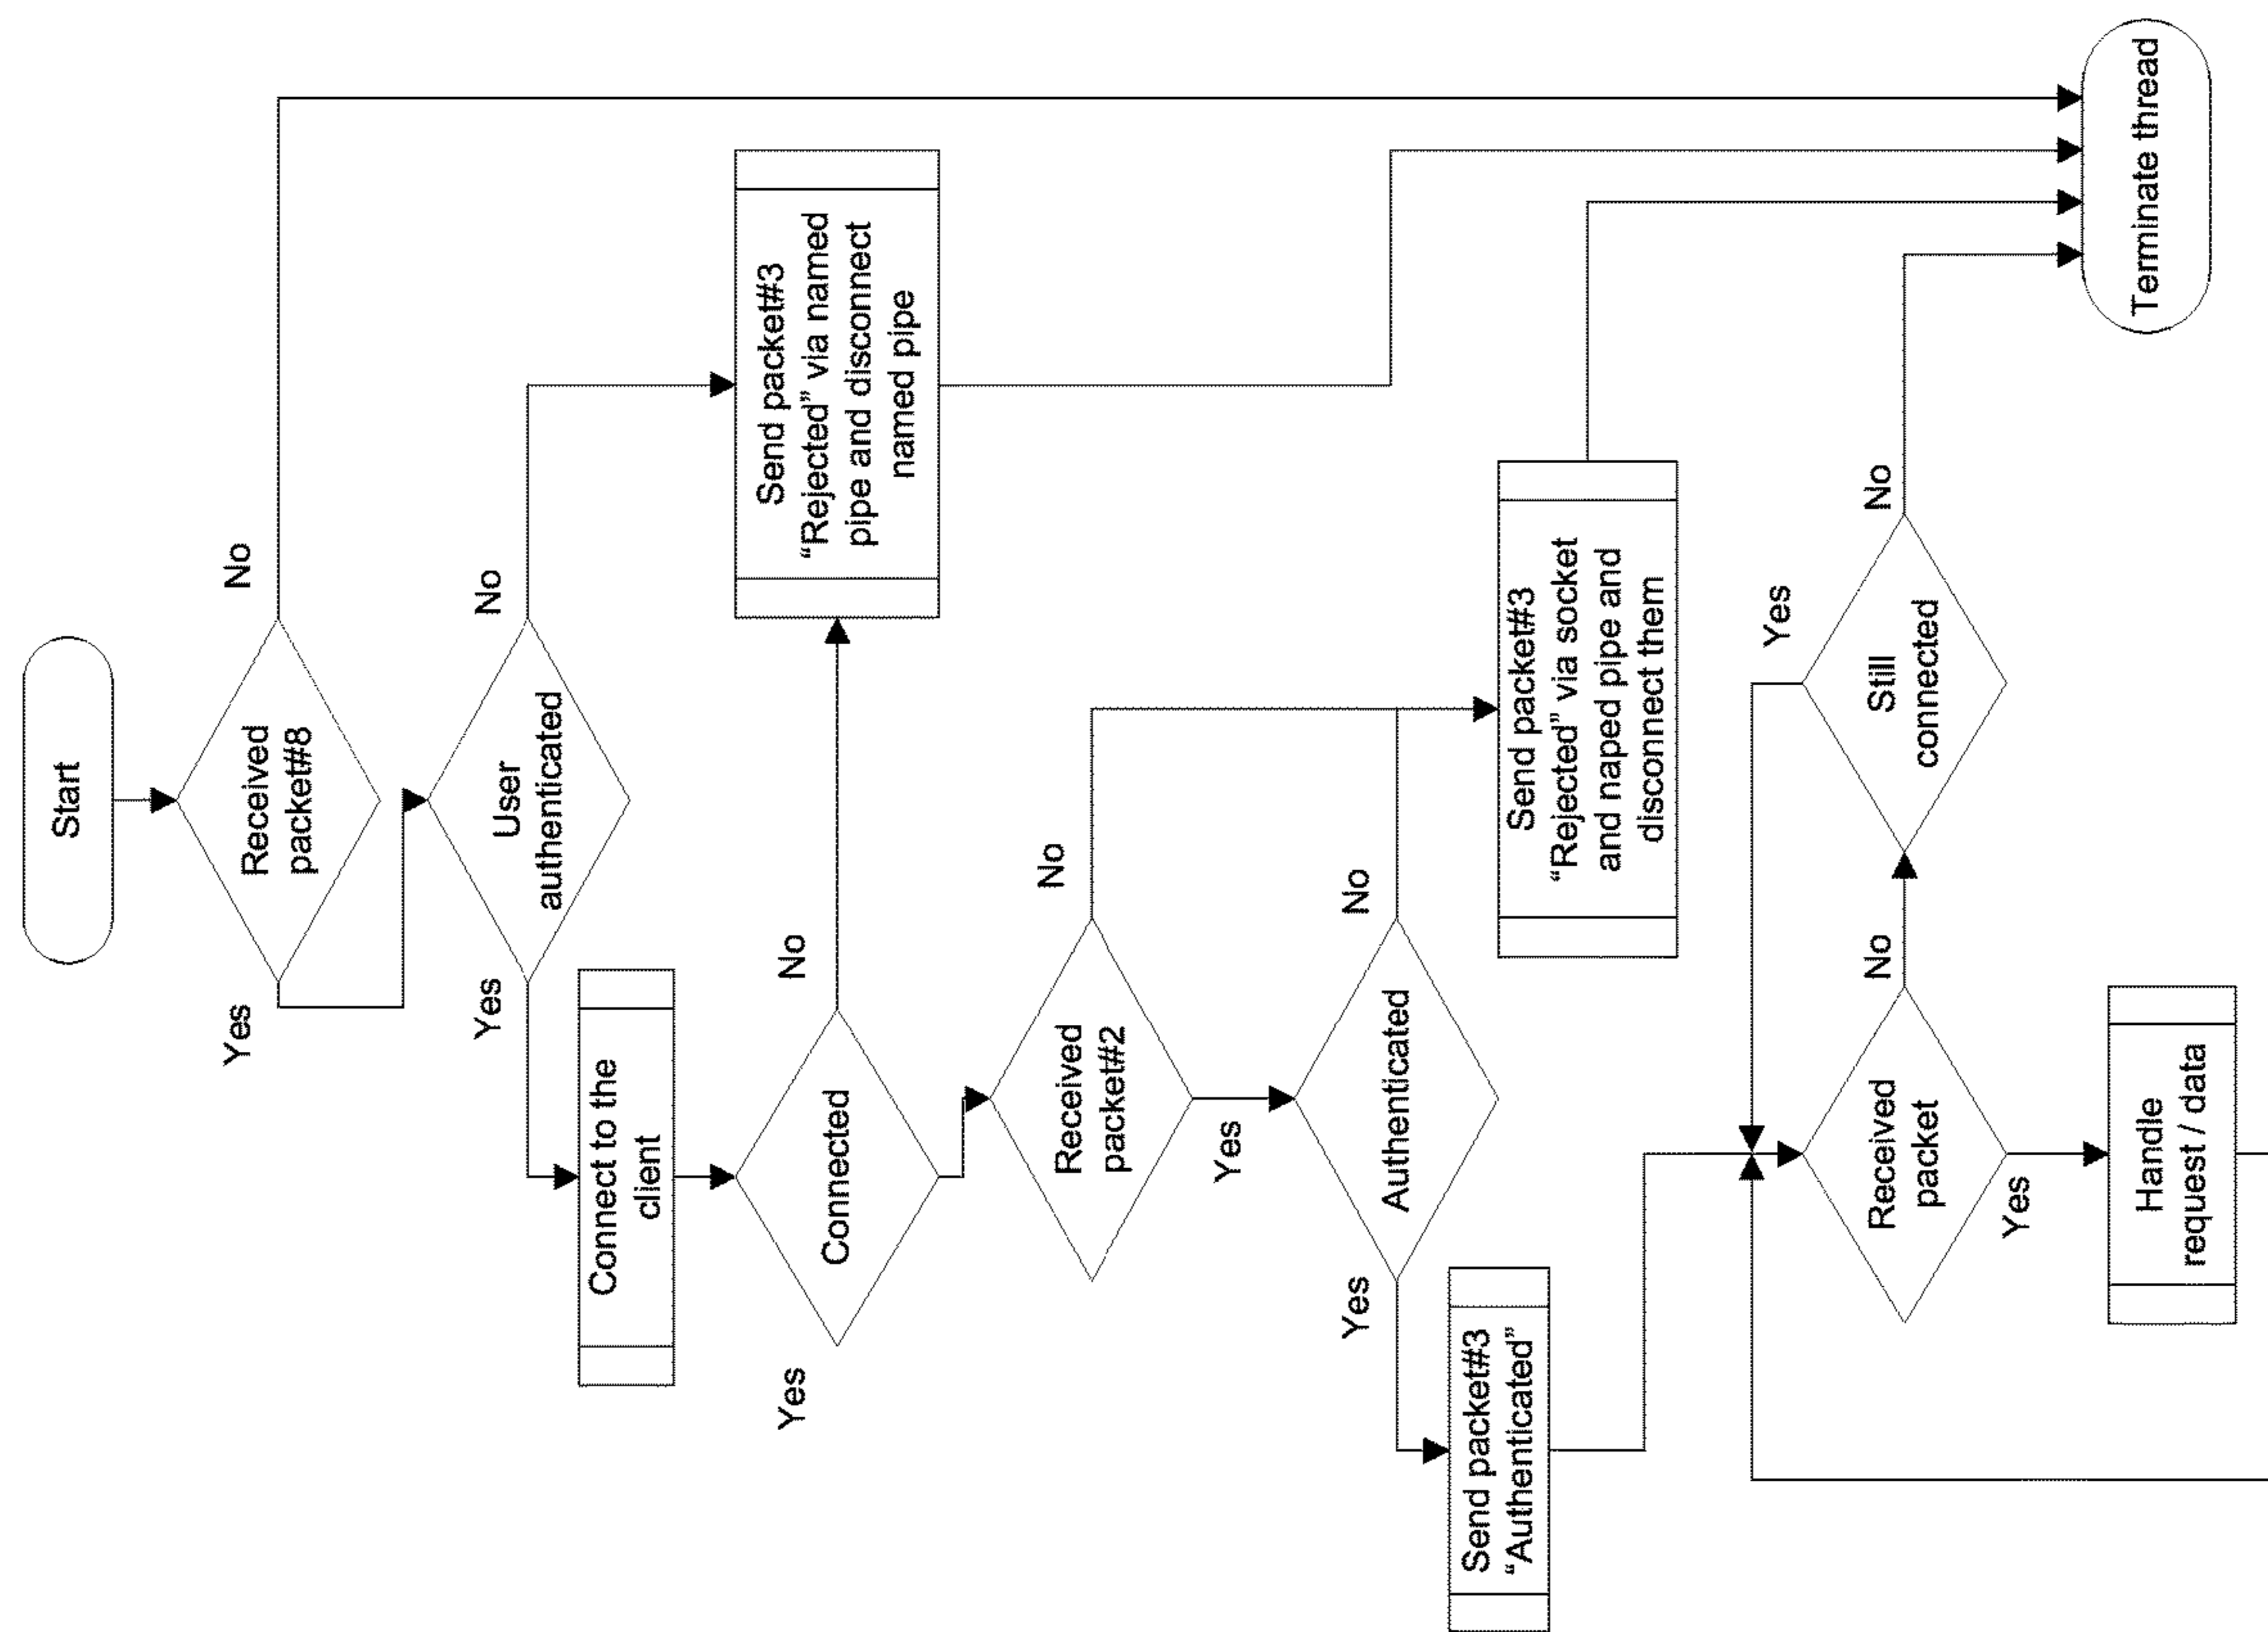 Start
Received
packet#8
No
Yes
User
authenticated
No
Yes
Connect to the
client
Send packet#3
“Rejected” via named
pipe and disconnect
named pipe
Connected
No
Yes
Received
packet#2
No
Yes
Authenticated
No
Yes
Send packet#3
“Authenticated”
Send packet#3
“Rejected” via socket
and naped pipe and
disconnect them
Received
packet
No
Yes
Still
connected
Yes
No
Handle
request / data
Terminate thread